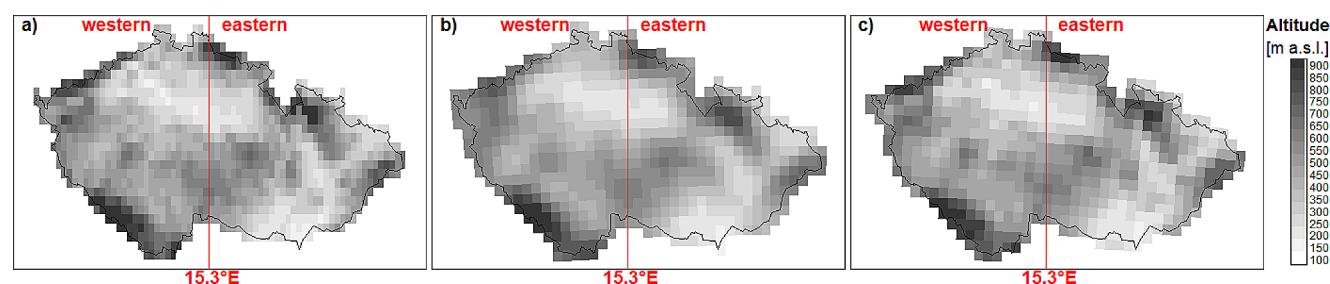 a) western eastern
15.3°E
b) western eastern
15.3°E
c) western eastern
15.3°E
Altitude
[m a.s.l.]
900
850
800
750
700
650
600
550
500
450
400
350
300
250
200
150
100